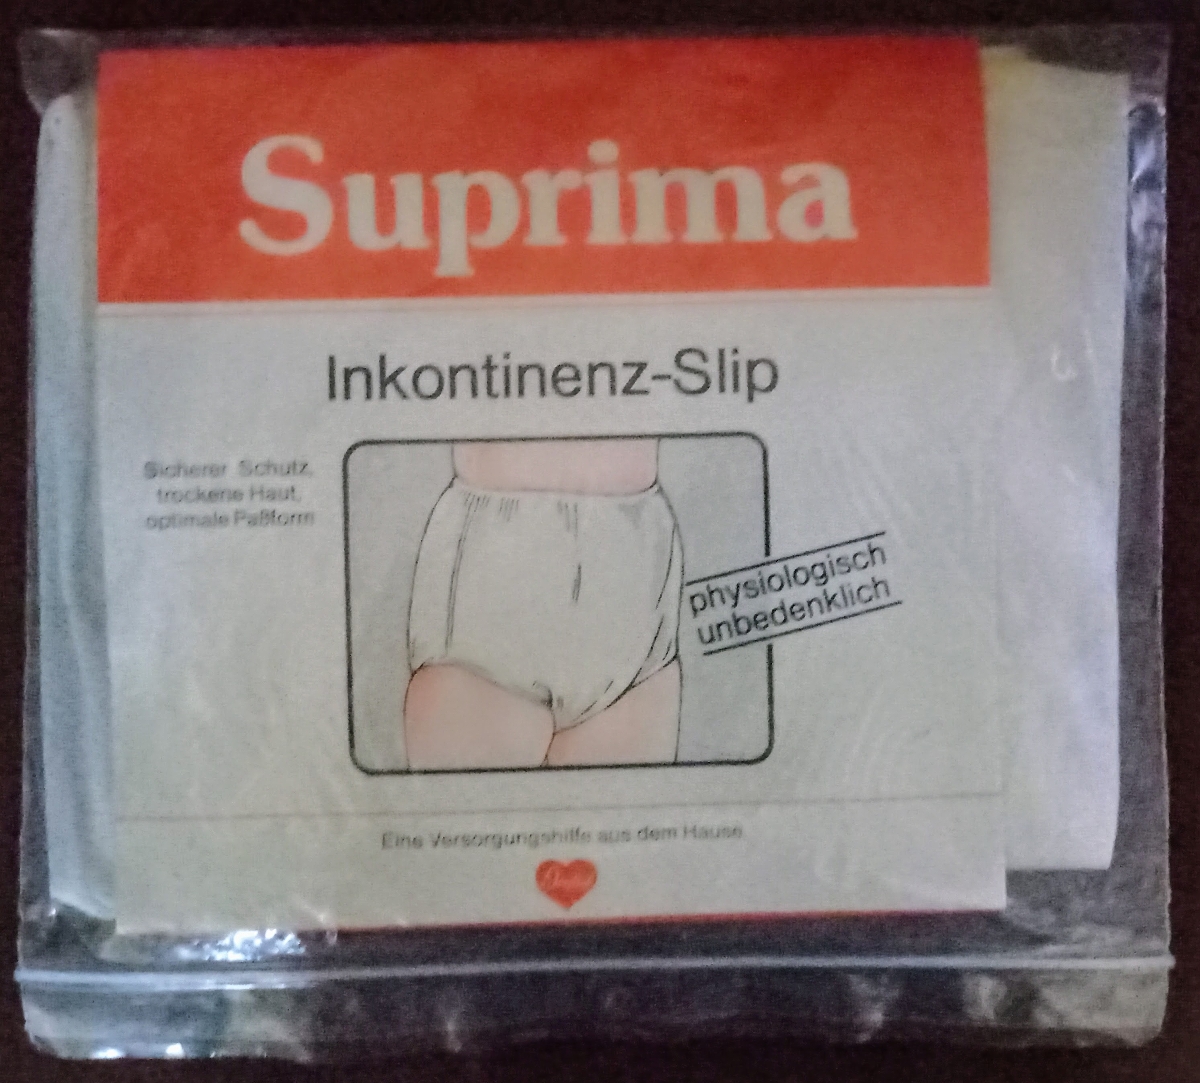 Suprima
Inkontinenz-Slip
Sicherer Schutz,
trockene Haut,
optimale Paßform
physiologisch
unbedenklich
Eine Versorgungshilfe aus dem Hause